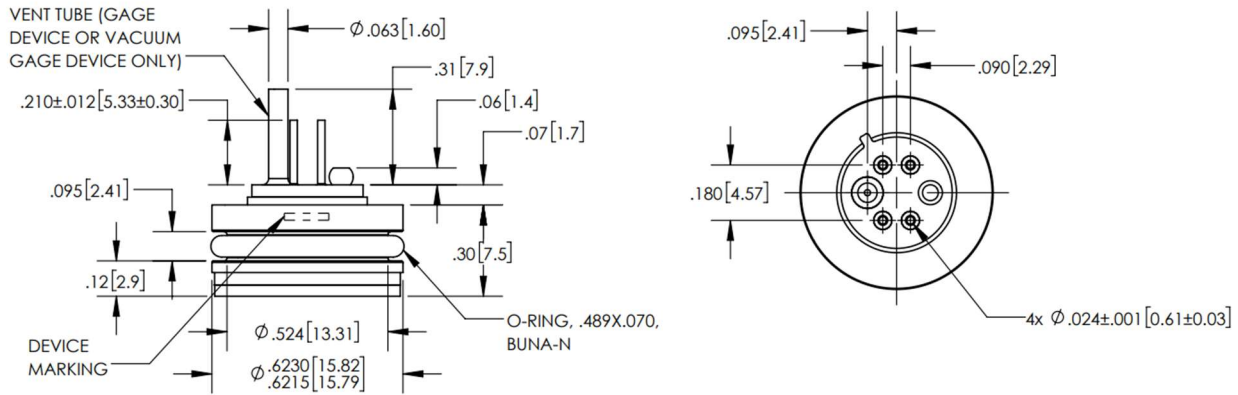 VENT TUBE (GAGE
DEVICE OR VACUUM
GAGE DEVICE ONLY)
⌀.063[1.60]
.31[7.9]
.210±.012[5.33±0.30]
.06[1.4]
.07[1.7]
.095[2.41]
.30[7.5]
.12[2.9]
⌀.524[13.31]
O-RING, .489X.070,
BUNA-N
DEVICE
MARKING
⌀.6230[15.82]
.6215[15.79]
.095[2.41]
.090[2.29]
.180[4.57]
4x ⌀.024±.001[0.61±0.03]